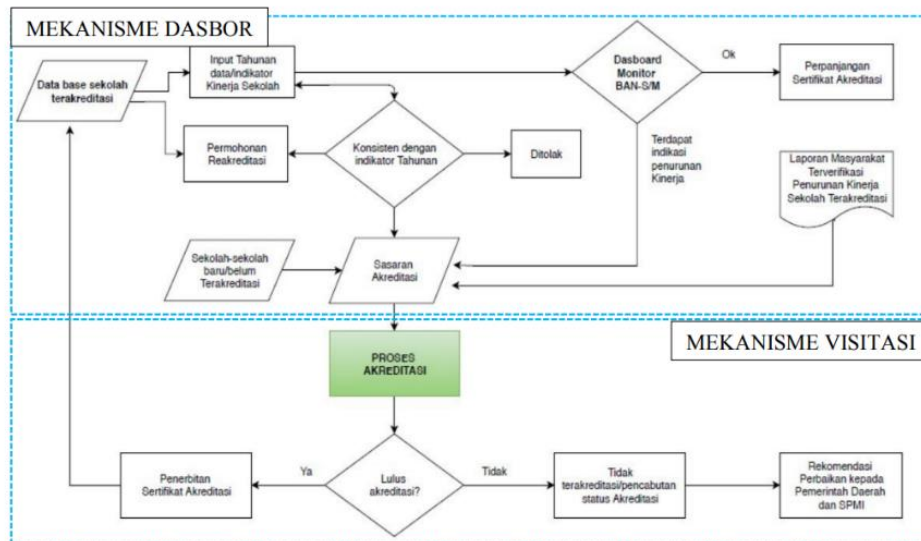 MEKANISME DASBOR
Data base sekolah
terakreditasi
Input Tahunan
data/indikator
Kinerja Sekolah
Dasboard
Monitor
BAN-S/M
Ok
Perpanjangan
Sertifikat Akreditasi
Permohonan
Reakreditasi
Konsisten dengan
indikator Tahunan
Ditolak
Terdapat
indikasi
penurunan
Kinerja
Laporan Masyarakat
Terverifikasi
Penurunan Kinerja
Sekolah Terakreditasi
Sekolah-sekolah
baru/belum
Terakreditasi
Sasaran
Akreditasi
MEKANISME VISITASI
PROSES
AKREDITASI
Penerbitan
Sertifikat Akreditasi
Ya
Lulus
akreditasi?
Tidak
Tidak
terakreditasi/pencabutan
status Akreditasi
Rekomendasi
Perbaikan kepada
Pemerintah Daerah
dan SPMI